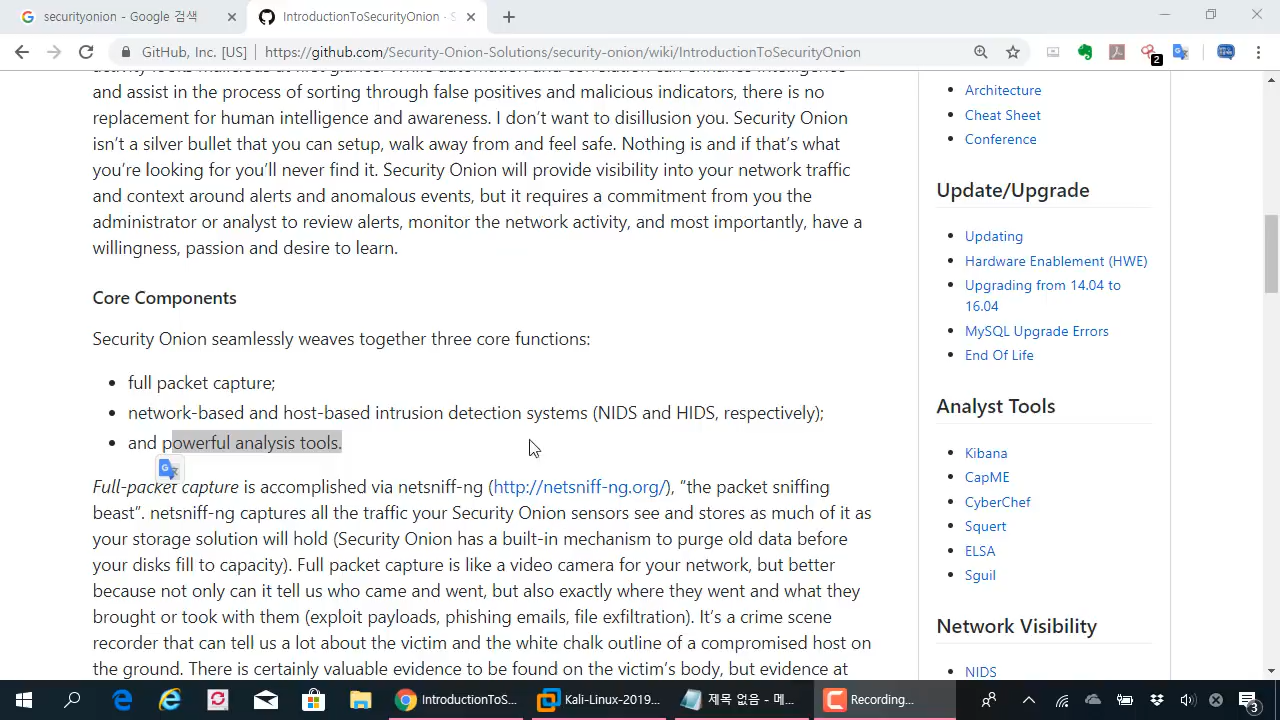 securityonion - Google 검색
IntroductionToSecurityOnion - S
GitHub, Inc. [US]
https://github.com/Security-Onion-Solutions/security-onion/wiki/IntroductionToSecurityOnion
2
and assist in the process of sorting through false positives and malicious indicators, there is no
replacement for human intelligence and awareness. I don't want to disillusion you. Security Onion
isn't a silver bullet that you can setup, walk away from and feel safe. Nothing is and if that's what
you're looking for you'll never find it. Security Onion will provide visibility into your network traffic
and context around alerts and anomalous events, but it requires a commitment from you the
administrator or analyst to review alerts, monitor the network activity, and most importantly, have a
willingness, passion and desire to learn.
Core Components
Security Onion seamlessly weaves together three core functions:
full packet capture;
network-based and host-based intrusion detection systems (NIDS and HIDS, respectively);
and powerful analysis tools.
Full-packet capture is accomplished via netsniff-ng (http://netsniff-ng.org/), "the packet sniffing
beast". netsniff-ng captures all the traffic your Security Onion sensors see and stores as much of it as
your storage solution will hold (Security Onion has a built-in mechanism to purge old data before
your disks fill to capacity). Full packet capture is like a video camera for your network, but better
because not only can it tell us who came and went, but also exactly where they went and what they
brought or took with them (exploit payloads, phishing emails, file exfiltration). It's a crime scene
recorder that can tell us a lot about the victim and the white chalk outline of a compromised host on
the ground. There is certainly valuable evidence to be found on the victim's body, but evidence at
Architecture
Cheat Sheet
Conference
Update/Upgrade
Updating
Hardware Enablement (HWE)
Upgrading from 14.04 to
16.04
MySQL Upgrade Errors
End Of Life
Analyst Tools
Kibana
CapME
CyberChef
Squert
ELSA
Sguil
Network Visibility
NIDS
IntroductionToS...
Kali-Linux-2019...
제목 없음 - 메...
Recording...
3